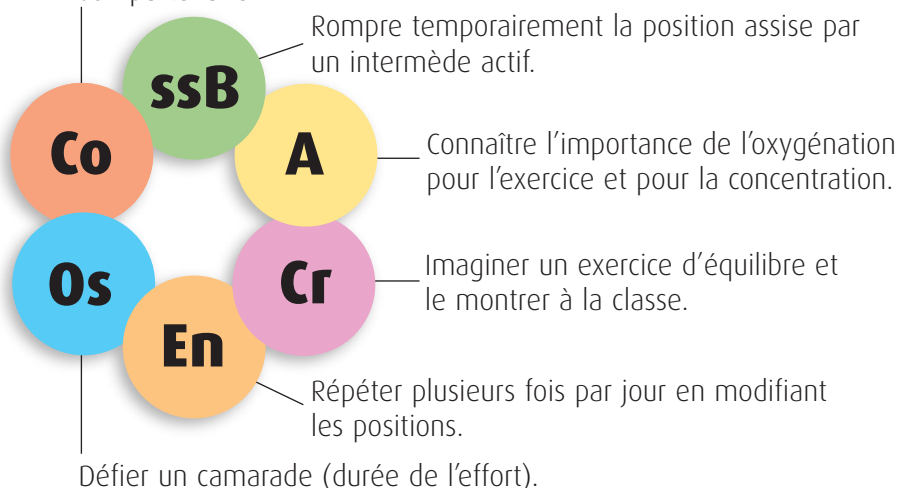 Rompre temporairement la position assise par
un intermède actif.
ssB
Co
A
Connaître l’importance de l’oxygénation
pour l’exercice et pour la concentration.
Os
Cr
Imaginer un exercice d’équilibre et
le montrer à la classe.
En
Répéter plusieurs fois par jour en modifiant
les positions.
Défier un camarade (durée de l’effort).